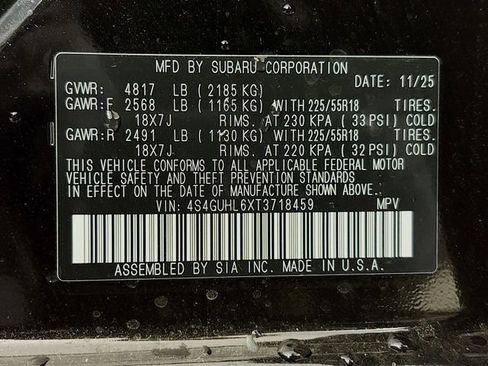 MFD BY SUBARU CORPORATION
DATE: 11/25
GVWR: 4817 LB (2185 KG)
GAWR: F 2568 LB (1165 KG) WITH 225/55R18
18X7J RIMS, AT 230 KPA (33 PSI) COLD
GAWR: R 2491 LB (1130 KG) WITH 225/55R18
18X7J RIMS, AT 220 KPA (32 PSI) COLD
THIS VEHICLE CONFORMS TO ALL APPLICABLE FEDERAL MOTOR
VEHICLE SAFETY AND THEFT PREVENTION STANDARDS
IN EFFECT ON THE DATE OF MANUFACTURE SHOWN ABOVE.
VIN: 4S4GUHL6XT3718459 MPV
ASSEMBLED BY SIA INC. MADE IN U.S.A.